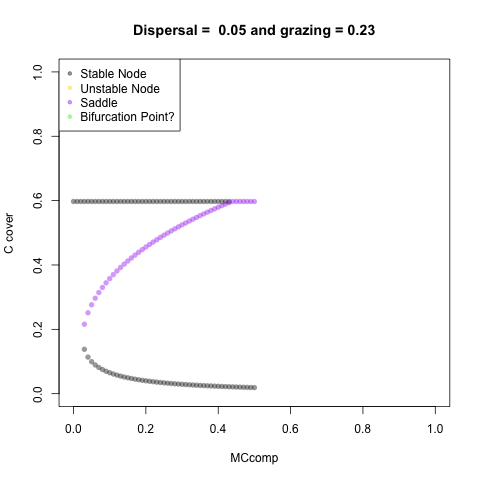 Dispersal =  0.05 and grazing = 0.23
Stable Node
Unstable Node
Saddle
Bifurcation Point?
1.0
0.8
0.6
0.4
0.2
0.0
C cover
0.0 0.2 0.4 0.6 0.8 1.0
MCcomp